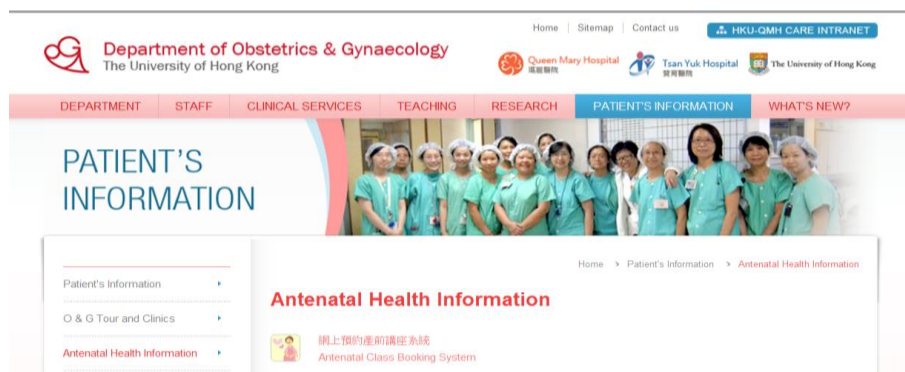 Home
Sitemap
Contact us
HKU-QMH CARE INTRANET
Department of Obstetrics & Gynaecology
The University of Hong Kong
Queen Mary Hospital
瑪麗醫院
Tsan Yuk Hospital
贊育醫院
The University of Hong Kong
DEPARTMENT
STAFF
CLINICAL SERVICES
TEACHING
RESEARCH
PATIENT'S INFORMATION
WHAT'S NEW?
PATIENT'S
INFORMATION
Home > Patient's Information > Antenatal Health Information
Patient's Information
O & G Tour and Clinics
Antenatal Health Information
Antenatal Health Information
網上預約產前講座系統
Antenatal Class Booking System